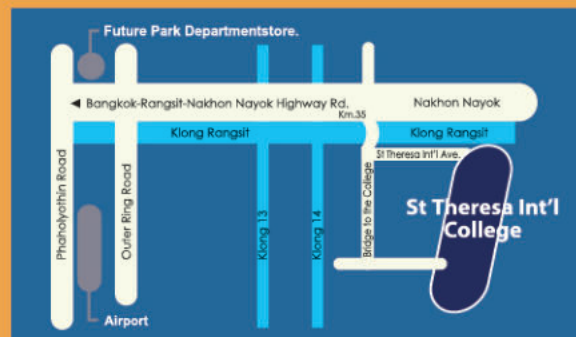 Future Park Departmentstore.
Bangkok-Rangsit-Nakhon Nayok Highway Rd.
Nakhon Nayok
Km.35
Klong Rangsit
Klong Rangsit
St Theresa Int'l Ave.
Phaholyothin Road
Outer Ring Road
Klong 13
Klong 14
Bridge to the College
St Theresa Int'l
College
Airport